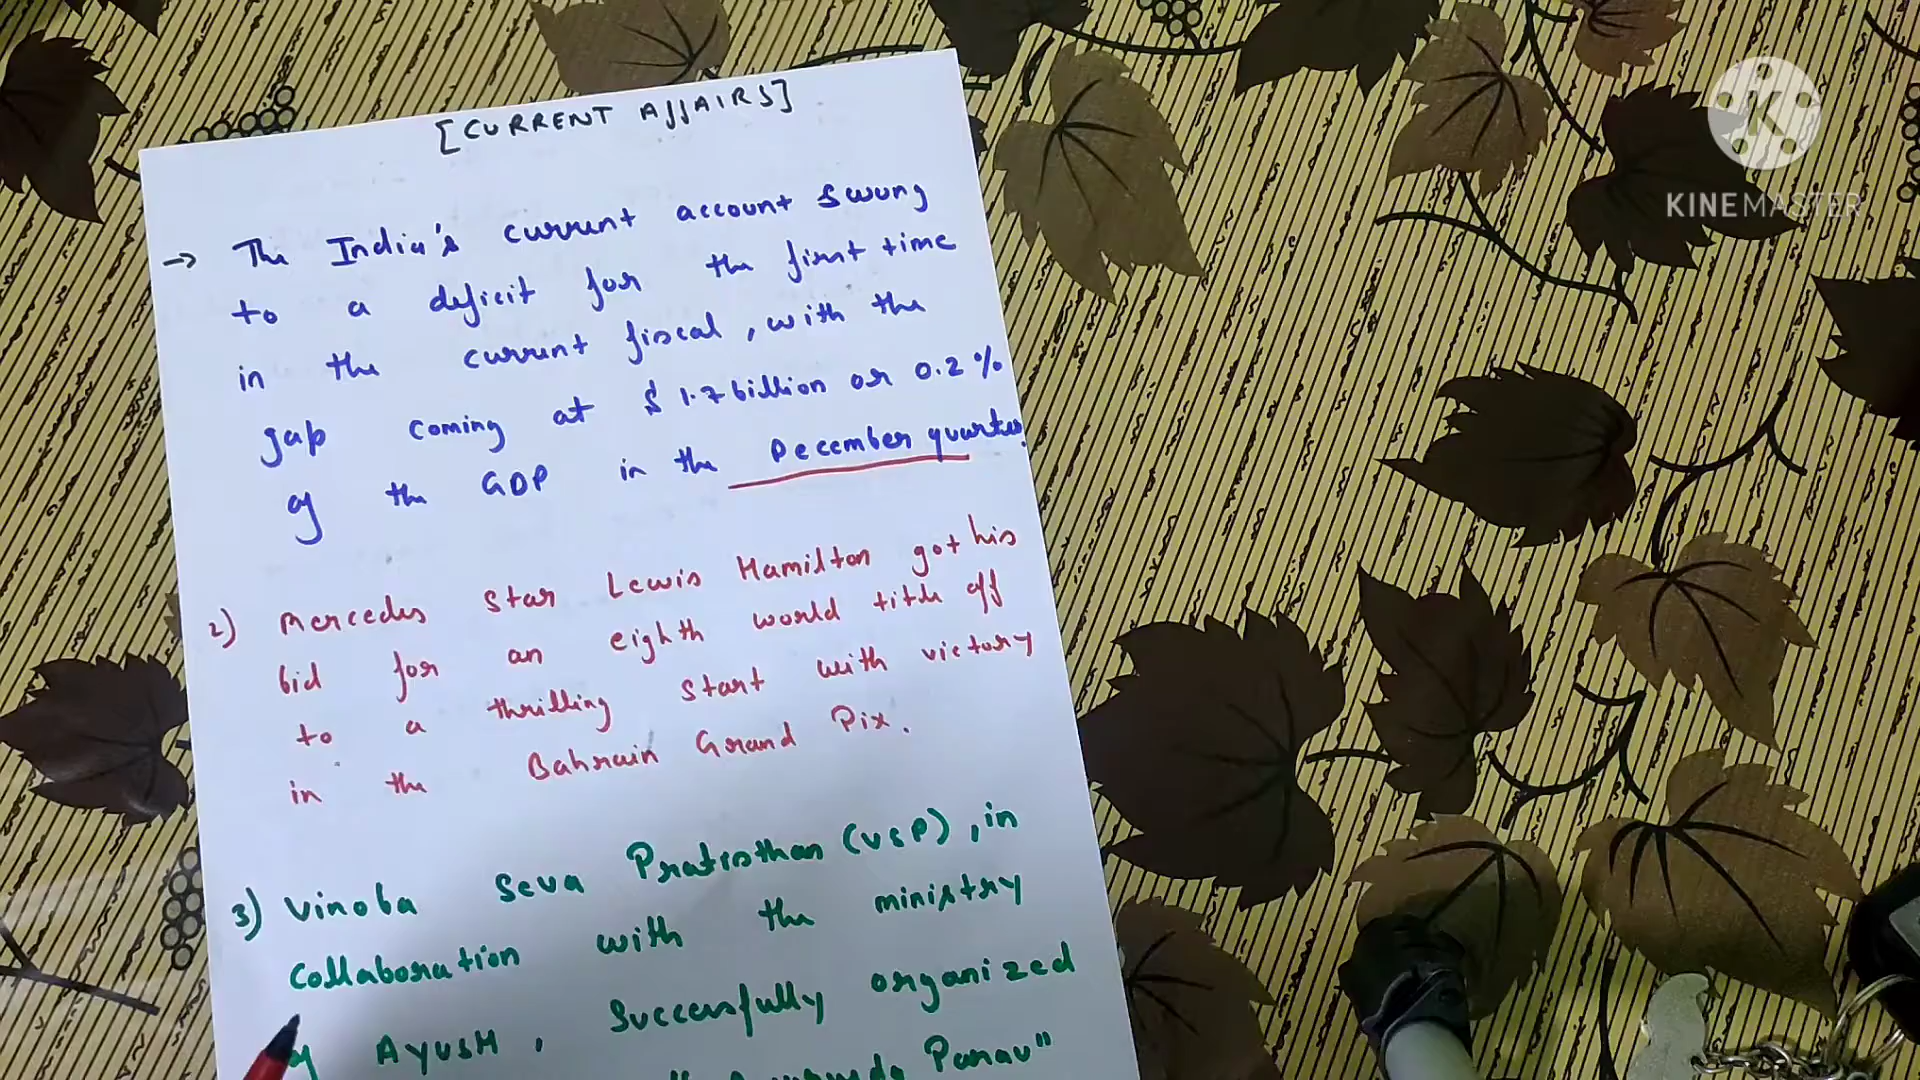 [CURRENT AffAIRS]
→ The India's current account swung
to a deficit for the first time
in the current fiscal, with the
gap coming at $ 1.7 billion or 0.2%
of the GDP in the December quarter.
2) Mercedes star Lewis Hamilton got his
bid for an eighth world title off
to a thrilling start with victory
in the Bahrain Grand Pix.
3) Vinoba Seva Pratisthan (VSP), in
collaboration with the ministry
of AYUSH, Successfully organized
Parav"
KINEMASTER